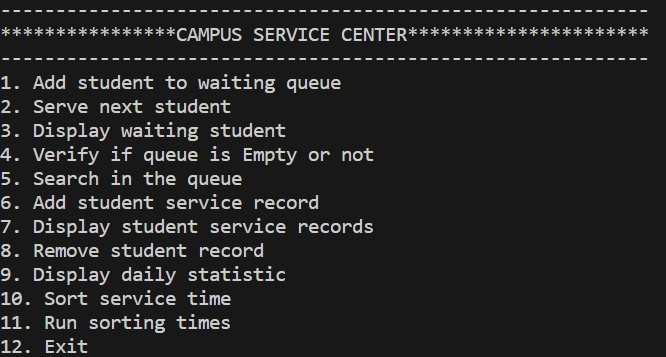 -----------------------------------------------------------
****************CAMPUS SERVICE CENTER**********************
-----------------------------------------------------------
1. Add student to waiting queue
2. Serve next student
3. Display waiting student
4. Verify if queue is Empty or not
5. Search in the queue
6. Add student service record
7. Display student service records
8. Remove student record
9. Display daily statistic
10. Sort service time
11. Run sorting times
12. Exit